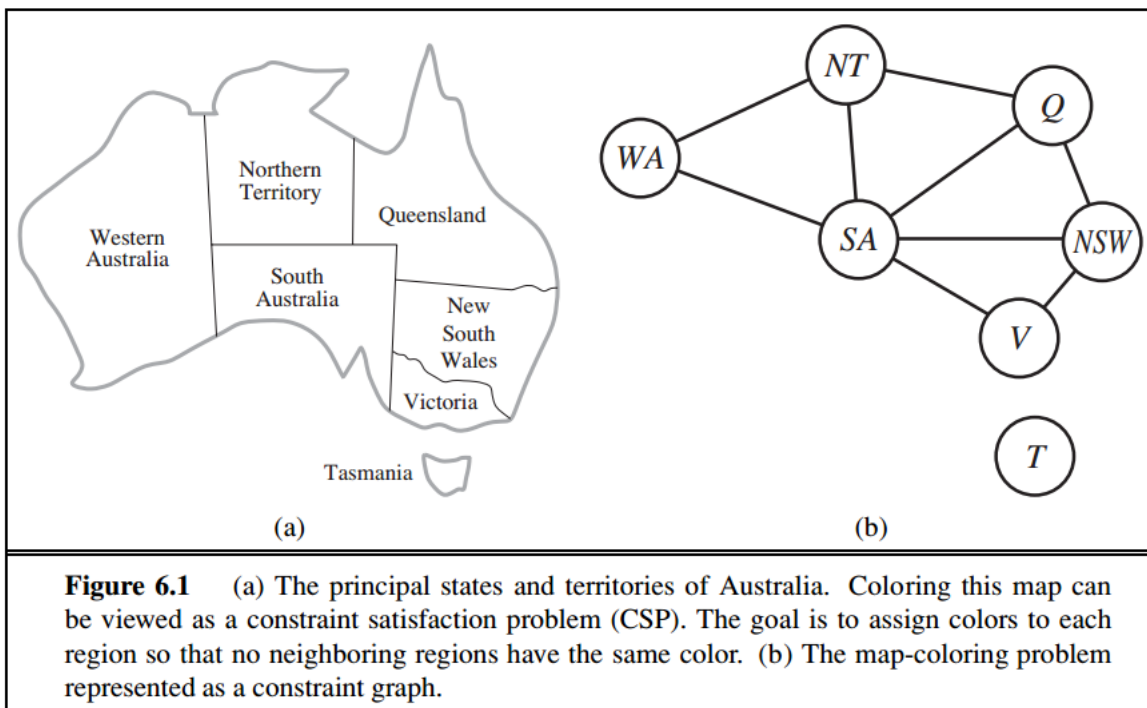 Northern
Territory
Western
Australia
Queensland
South
Australia
New
South
Wales
Victoria
Tasmania
(a)
NT
Q
WA
SA
NSW
V
T
(b)
Figure 6.1 (a) The principal states and territories of Australia. Coloring this map can
be viewed as a constraint satisfaction problem (CSP). The goal is to assign colors to each
region so that no neighboring regions have the same color. (b) The map-coloring problem
represented as a constraint graph.